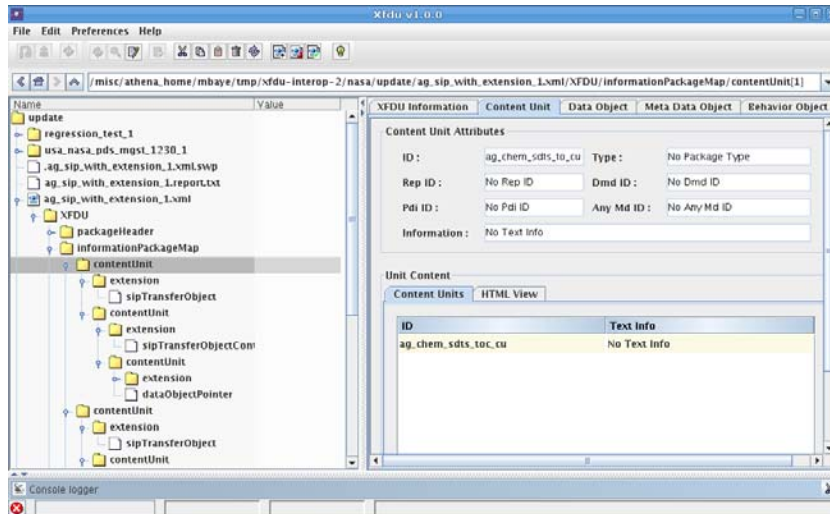 Xfdu v1.0.0
File Edit Preferences Help
/misc/athena_home/mbaye/tmp/xfdu-interop-2/nasa/update/ag_sip_with_extension_1.xml/XFDU/informationPackageMap/contentUnit[1]
Name Value
update
regression_test_1
usa_nasa_pds_mgst_1230_1
.ag_sip_with_extension_1.xml.swp
ag_sip_with_extension_1.report.txt
ag_sip_with_extension_1.xml
XFDU
packageHeader
informationPackageMap
contentUnit
extension
sipTransferObject
contentUnit
extension
sipTransferObjectCon
contentUnit
extension
dataObjectPointer
contentUnit
extension
sipTransferObject
contentUnit
XFDU Information Content Unit Data Object Meta Data Object Behavior Object
Content Unit Attributes
ID : ag_chem_sdts_to_cu Type : No Package Type
Rep ID : No Rep ID Dmd ID : No Dmd ID
Pdi ID : No Pdi ID Any Md ID : No Any Md ID
Information : No Text Info
Unit Content
Content Units HTML View
ID Text Info
ag_chem_sdts_toc_cu No Text Info
Console logger